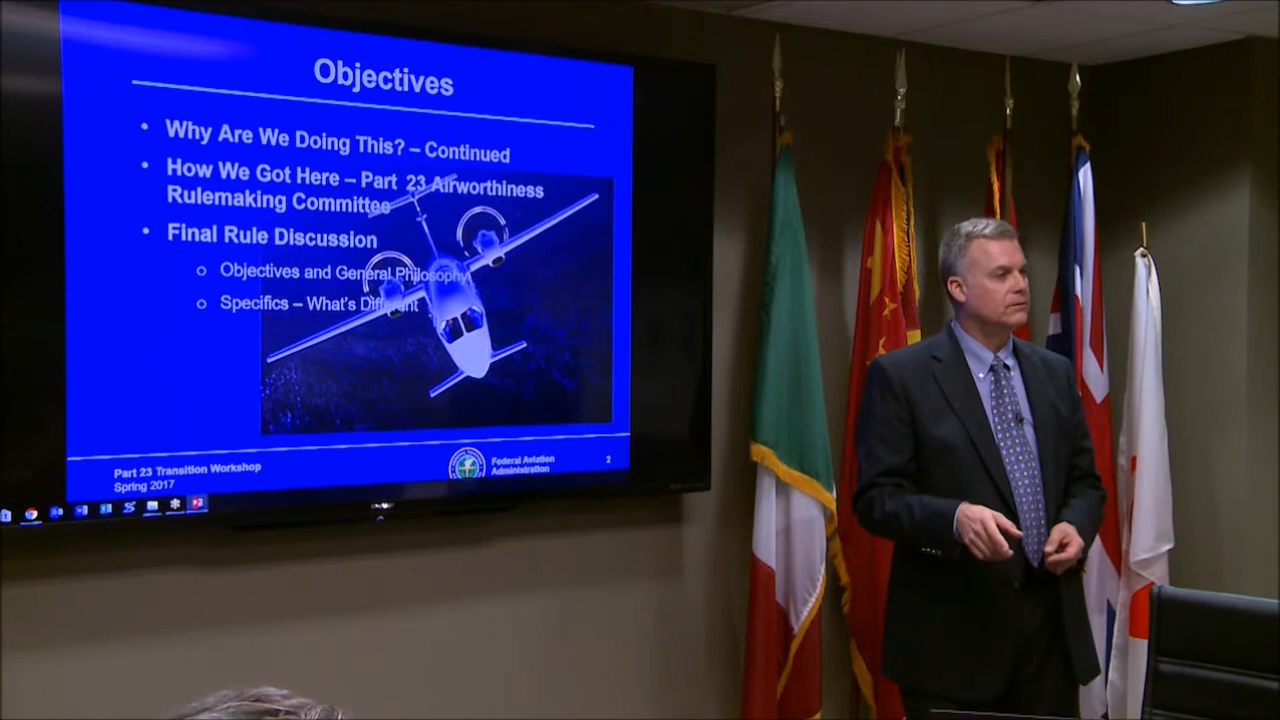 Objectives
• Why Are We Doing This? – Continued
• How We Got Here – Part 23 Airworthiness
Rulemaking Committee
• Final Rule Discussion
o Objectives and General Philosophy
o Specifics – What's Different
Part 23 Transition Workshop
Spring 2017
Federal Aviation
Administration
2